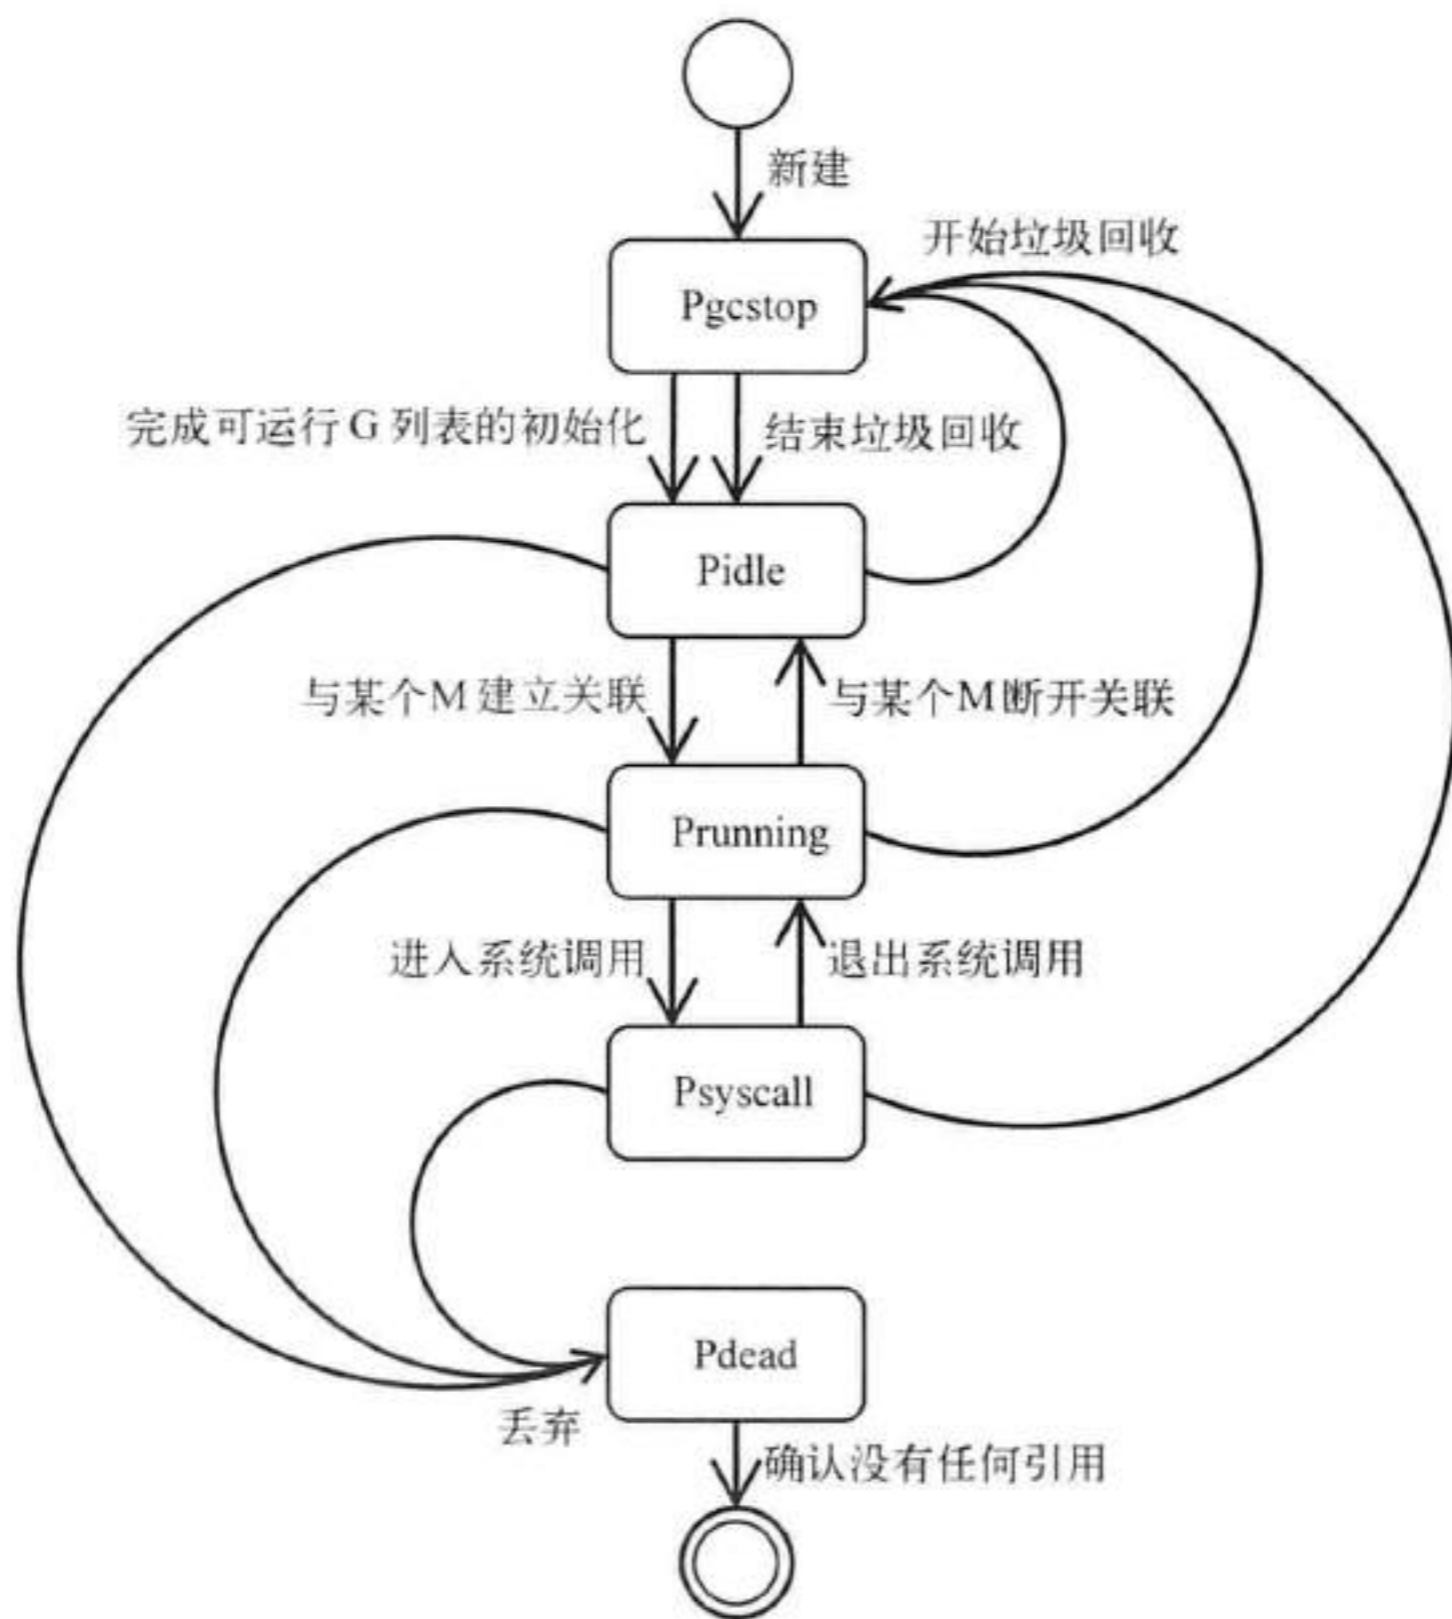 新建
开始垃圾回收
Pgcstop
完成可运行 G 列表的初始化
结束垃圾回收
Pidle
与某个M 建立关联
与某个M 断开关联
Prunning
进入系统调用
退出系统调用
Psyscall
Pdead
丢弃
确认没有任何引用